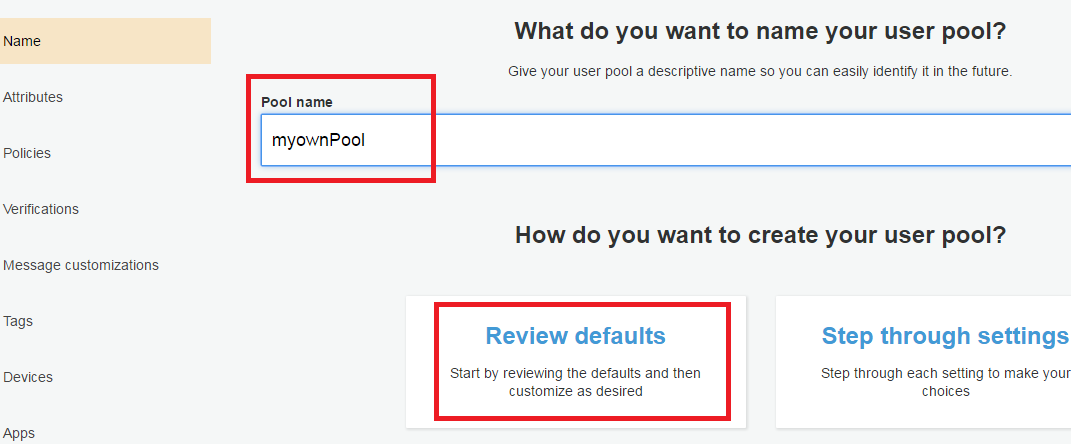 Name
Attributes
Policies
Verifications
Message customizations
Tags
Devices
Apps
What do you want to name your user pool?
Give your user pool a descriptive name so you can easily identify it in the future.
Pool name
myownPool
How do you want to create your user pool?
Review defaults
Start by reviewing the defaults and then
customize as desired
Step through settings
Step through each setting to make your
choices